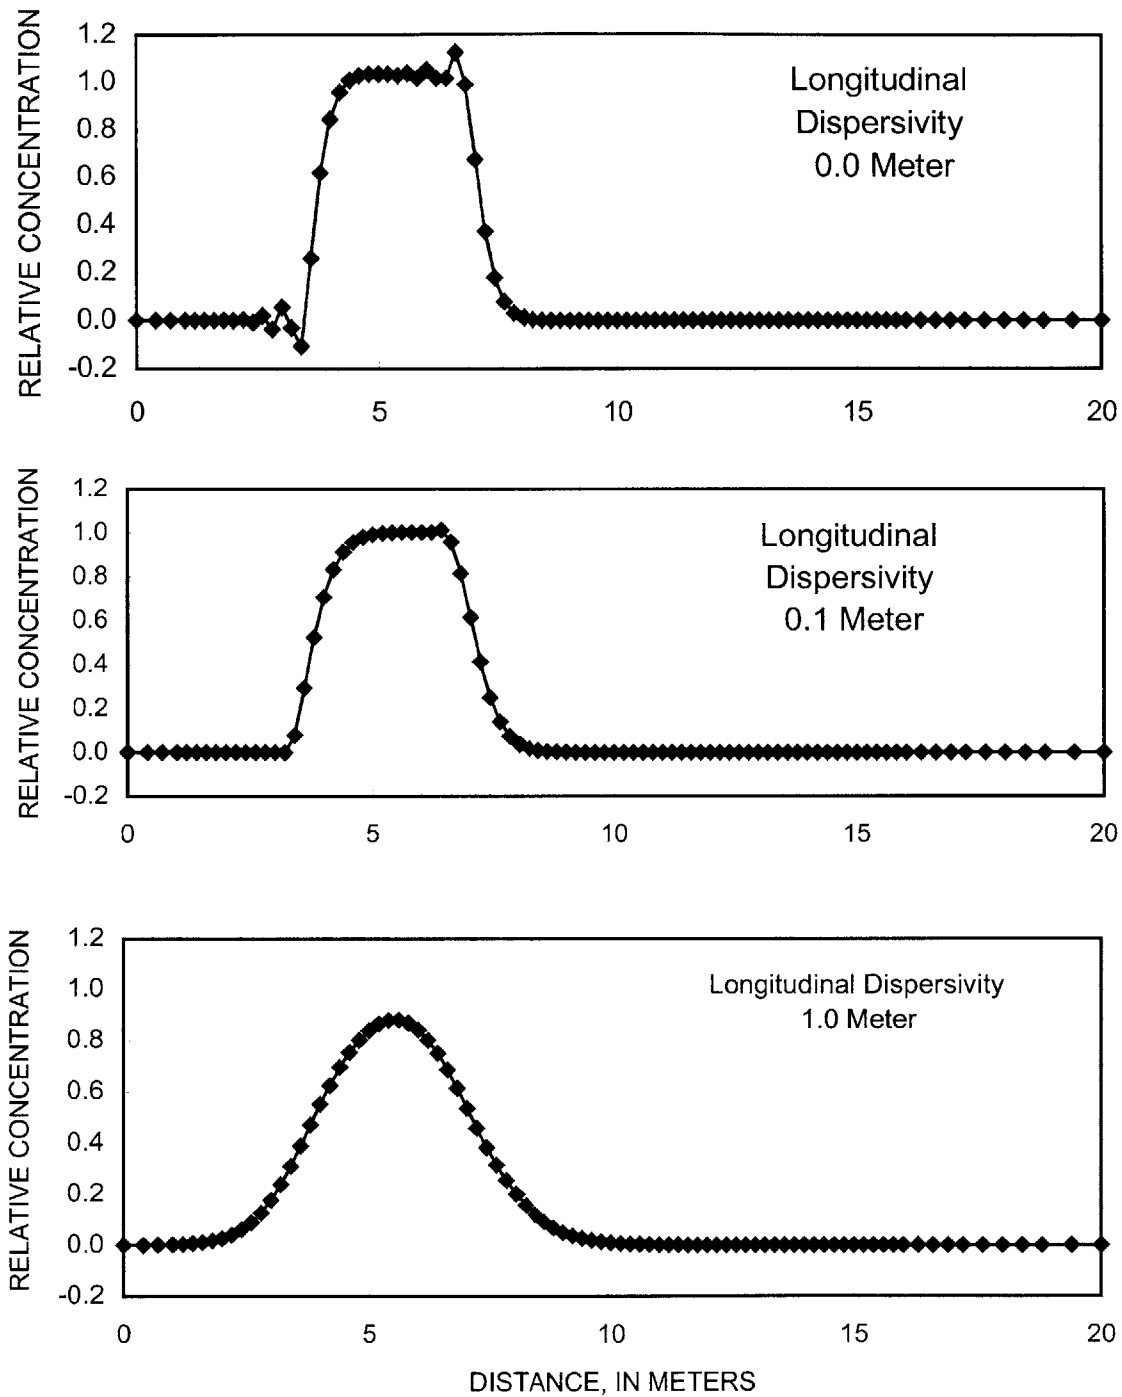 RELATIVE CONCENTRATION
1.2
1.0
0.8
0.6
0.4
0.2
0.0
-0.2
Longitudinal
Dispersivity
0.0 Meter
0 5 10 15 20
RELATIVE CONCENTRATION
1.2
1.0
0.8
0.6
0.4
0.2
0.0
-0.2
Longitudinal
Dispersivity
0.1 Meter
0 5 10 15 20
RELATIVE CONCENTRATION
1.2
1.0
0.8
0.6
0.4
0.2
0.0
-0.2
Longitudinal Dispersivity
1.0 Meter
0 5 10 15 20
DISTANCE, IN METERS